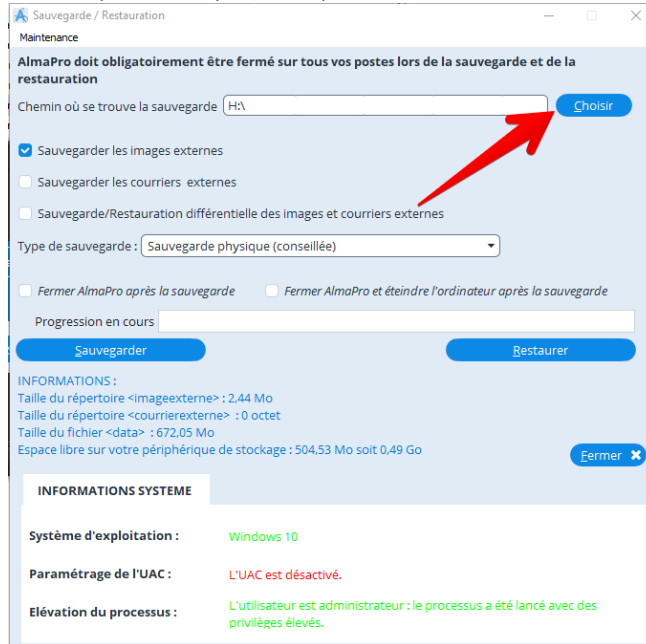 Sauvegarde / Restauration
Maintenance
AlmaPro doit obligatoirement être fermé sur tous vos postes lors de la sauvegarde et de la
restauration
Chemin où se trouve la sauvegarde H:\ Choisir
Sauvegarder les images externes
Sauvegarder les courriers externes
Sauvegarde/Restauration différentielle des images et courriers externes
Type de sauvegarde : Sauvegarde physique (conseillée)
Fermer AlmaPro après la sauvegarde Fermer AlmaPro et éteindre l'ordinateur après la sauvegarde
Progression en cours
Sauvegarder Restaurer
INFORMATIONS :
Taille du répertoire <imageexterne> : 2,44 Mo
Taille du répertoire <courrierexterne> : 0 octet
Taille du fichier <data> : 672,05 Mo
Espace libre sur votre périphérique de stockage : 504,53 Mo soit 0,49 Go
Fermer
INFORMATIONS SYSTEME
Système d'exploitation : Windows 10
Paramétrage de l'UAC : L'UAC est désactivé.
Elévation du processus : L'utilisateur est administrateur : le processus a été lancé avec des
privilèges élevés.